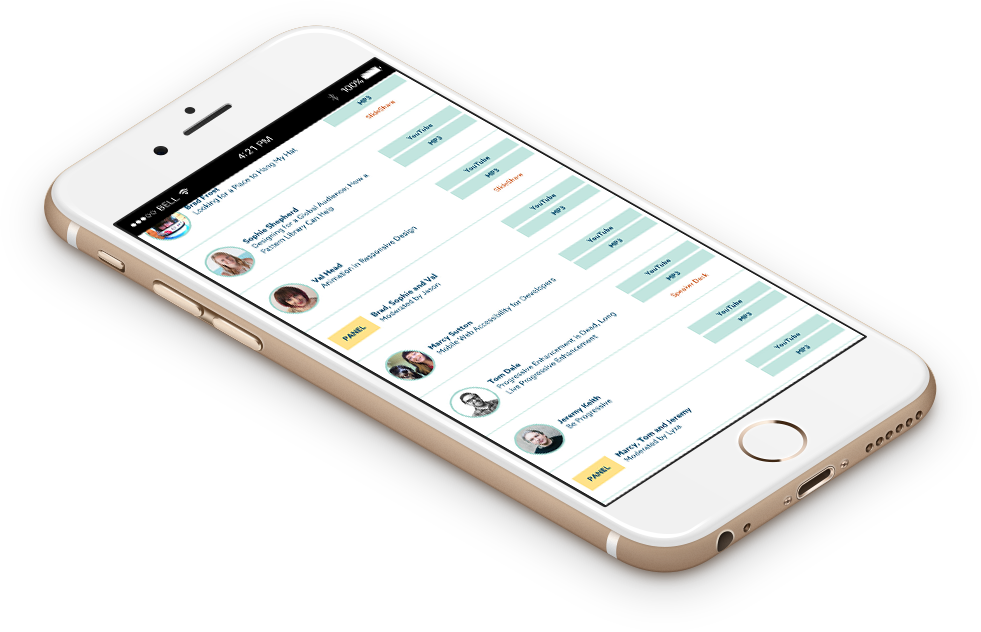 BELL
4:21 PM
100%
MP3
SlideShare
Brad Frost
Looking for a Place to Hang My Hat
YouTube
MP3
Sophie Shepherd
Designing for a Global Audience: How a
Pattern Library Can Help
YouTube
MP3
SlideShare
Val Head
Animation in Responsive Design
YouTube
MP3
PANEL
Brad, Sophie and Val
Moderated by Jason
YouTube
MP3
Marcy Sutton
Mobile Web Accessibility for Developers
YouTube
MP3
Speaker Deck
Tom Dale
Progressive Enhancement is Dead, Long
Live Progressive Enhancement
YouTube
MP3
Jeremy Keith
Be Progressive
YouTube
MP3
PANEL
Marcy, Tom and Jeremy
Moderated by Lyza